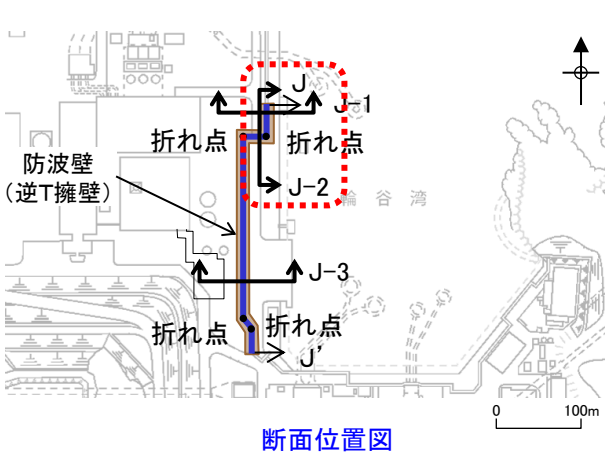 J
J-1
折れ点
折れ点
防波壁
（逆T擁壁）
J-2
輪谷湾
J-3
折れ点
折れ点
J'
0
100m
断面位置図